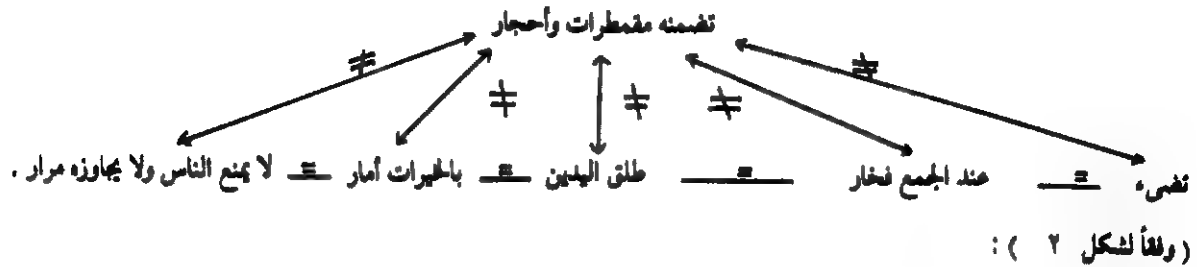 تضمنه مقمطرات وأحجار
≠ ≠ ≠ ≠ ≠
تضىء = عند الجمع فخار = طلق اليدين = بالخيرات أمار = لا يمنع الناس ولا يجاوزه مرار .
( وفقاً لشكل ٢ ) :